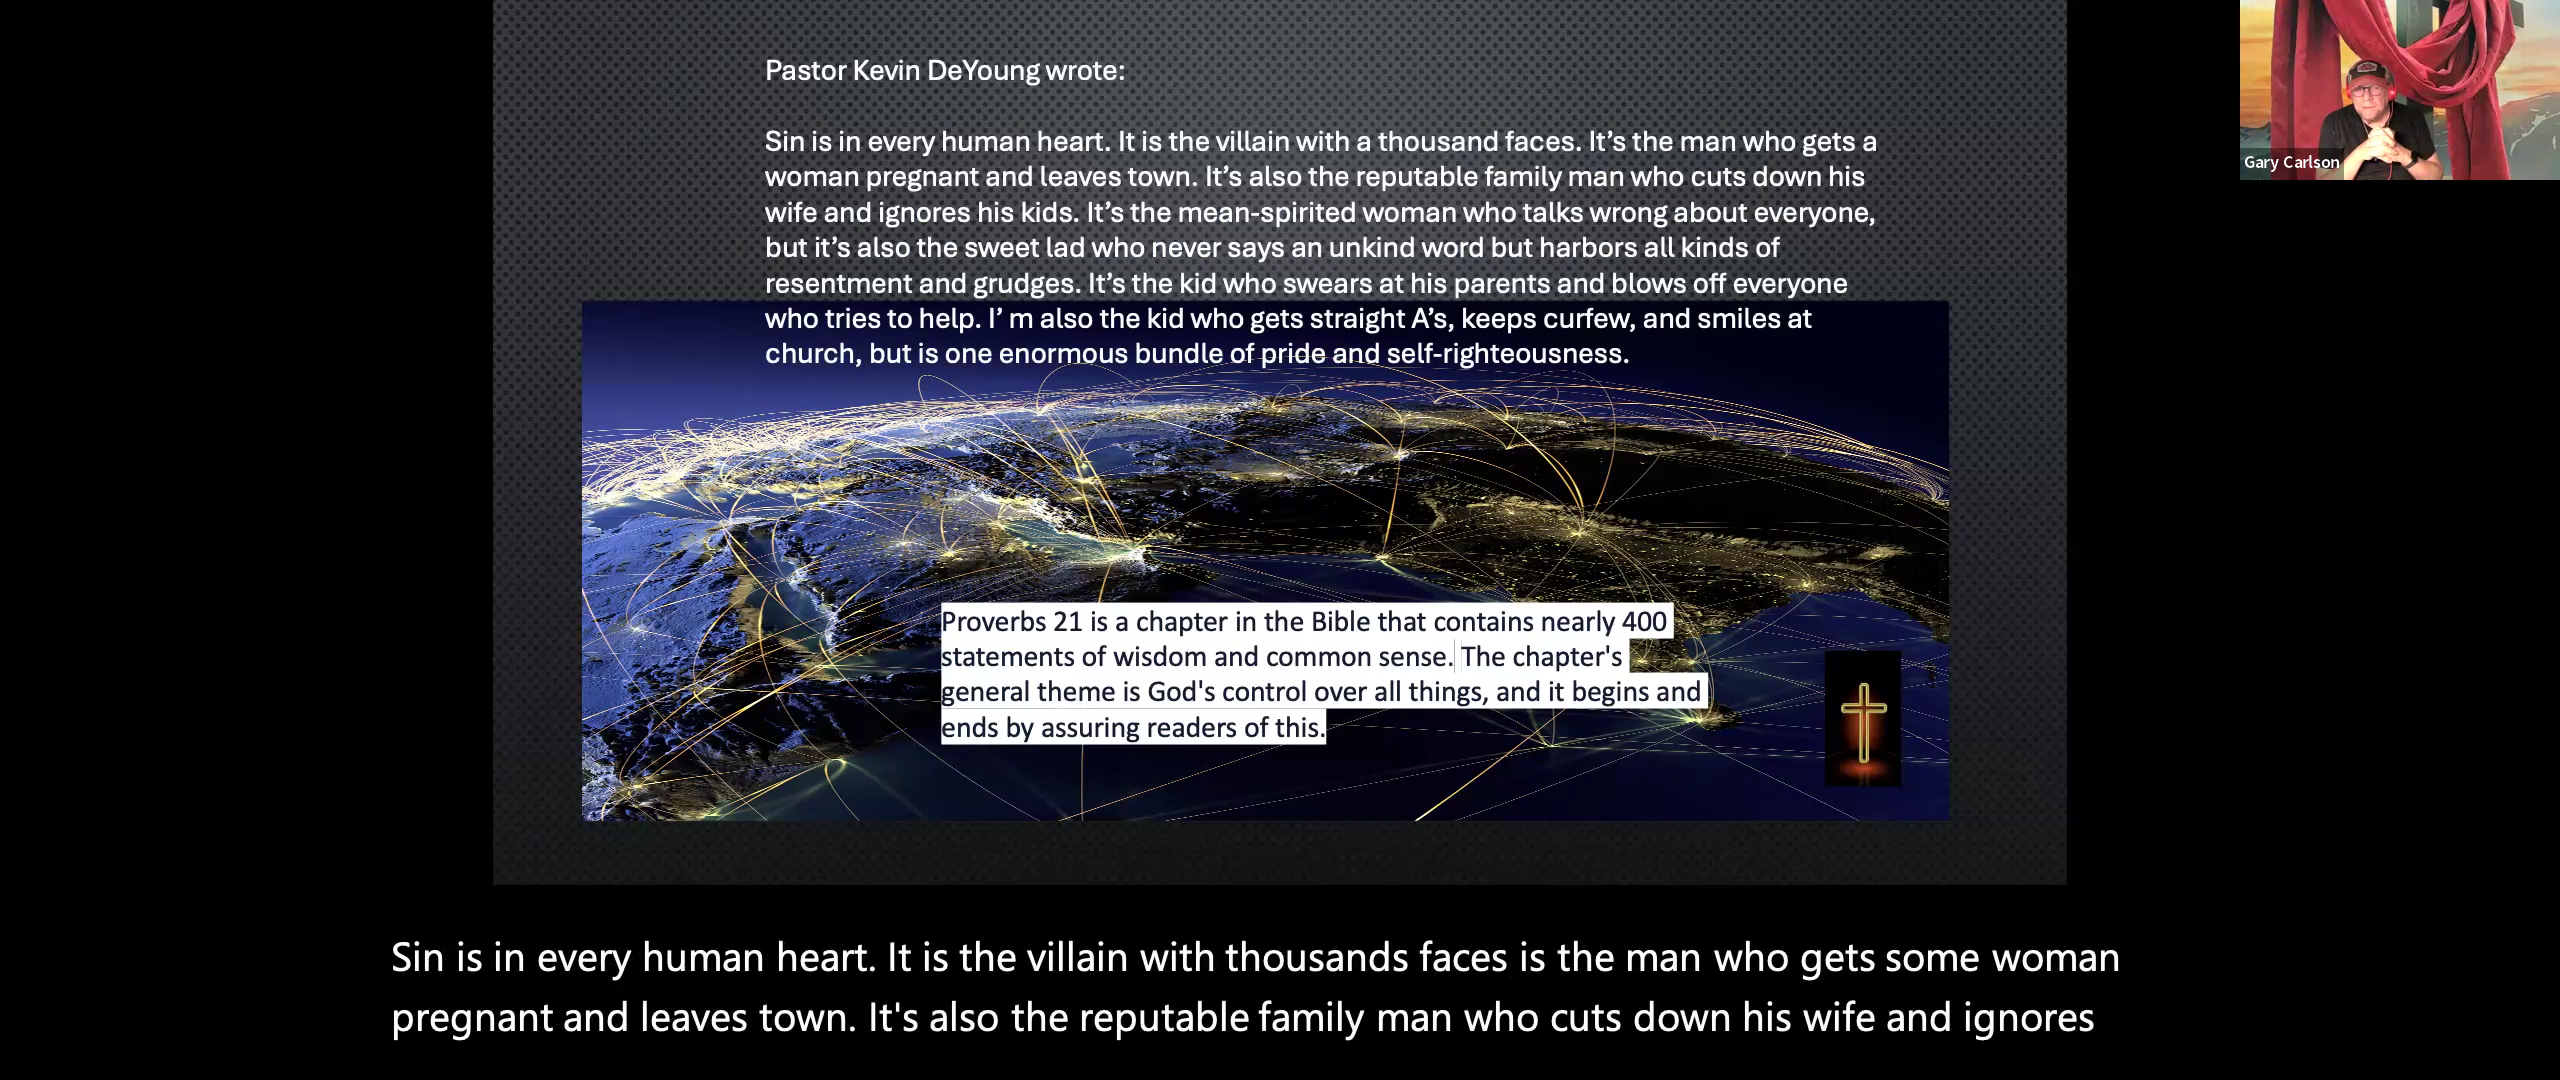 Pastor Kevin DeYoung wrote:
Sin is in every human heart. It is the villain with a thousand faces. It’s the man who gets a
woman pregnant and leaves town. It’s also the reputable family man who cuts down his
wife and ignores his kids. It’s the mean-spirited woman who talks wrong about everyone,
but it’s also the sweet lad who never says an unkind word but harbors all kinds of
resentment and grudges. It’s the kid who swears at his parents and blows off everyone
who tries to help. I’ m also the kid who gets straight A’s, keeps curfew, and smiles at
church, but is one enormous bundle of pride and self-righteousness.
Gary Carlson
Proverbs 21 is a chapter in the Bible that contains nearly 400
statements of wisdom and common sense. The chapter's
general theme is God's control over all things, and it begins and
ends by assuring readers of this.
Sin is in every human heart. It is the villain with thousands faces is the man who gets some woman
pregnant and leaves town. It's also the reputable family man who cuts down his wife and ignores